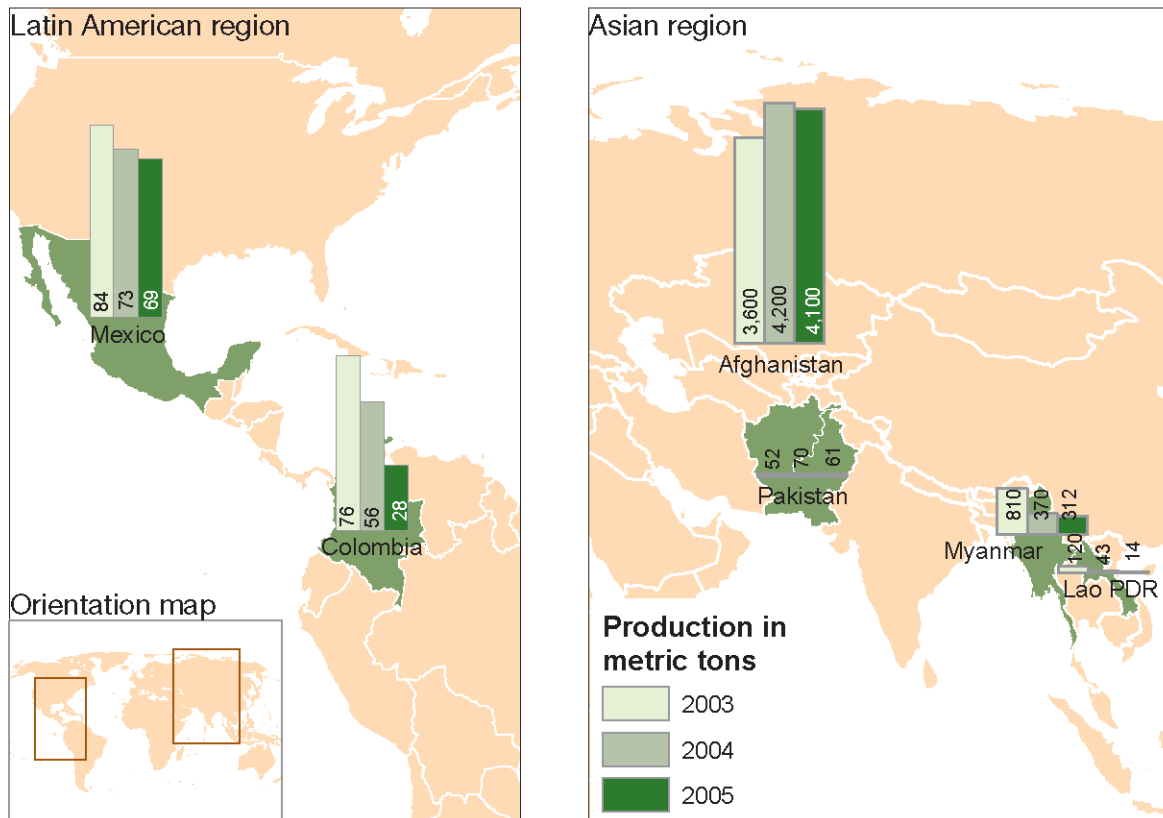 Latin American region
84
73
69
Mexico
76
56
28
Colombia
Orientation map
Asian region
3,600
4,200
4,100
Afghanistan
52
70
61
Pakistan
810
370
312
Myanmar
120
43
14
Lao PDR
Production in
metric tons
2003
2004
2005